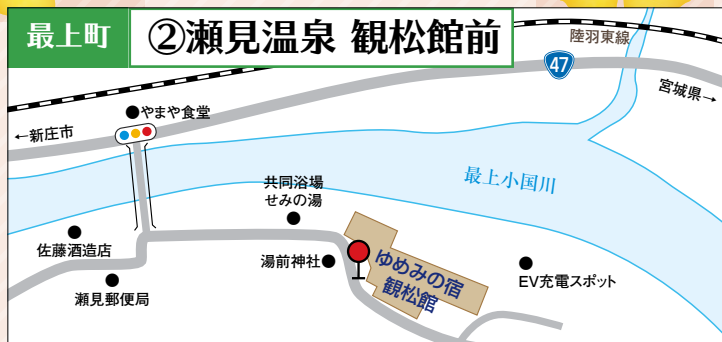 最上町
②瀬見温泉 観松館前
陸羽東線
47
宮城県→
やまや食堂
←新庄市
最上小国川
共同浴場
せみの湯
佐藤酒造店
湯前神社
ゆめみの宿
観松館
EV充電スポット
瀬見郵便局